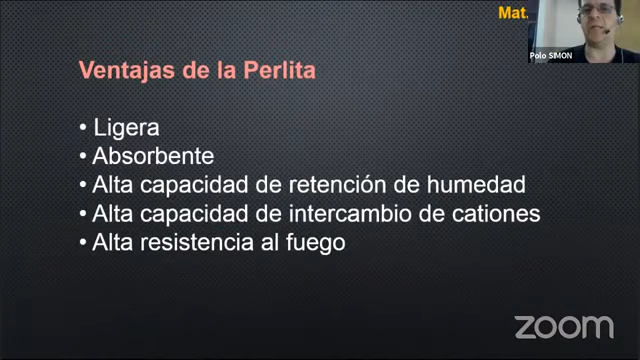 Mat.
Polo SIMON
Ventajas de la Perlita
• Ligera
• Absorbente
• Alta capacidad de retención de humedad
• Alta capacidad de intercambio de cationes
• Alta resistencia al fuego
zoom